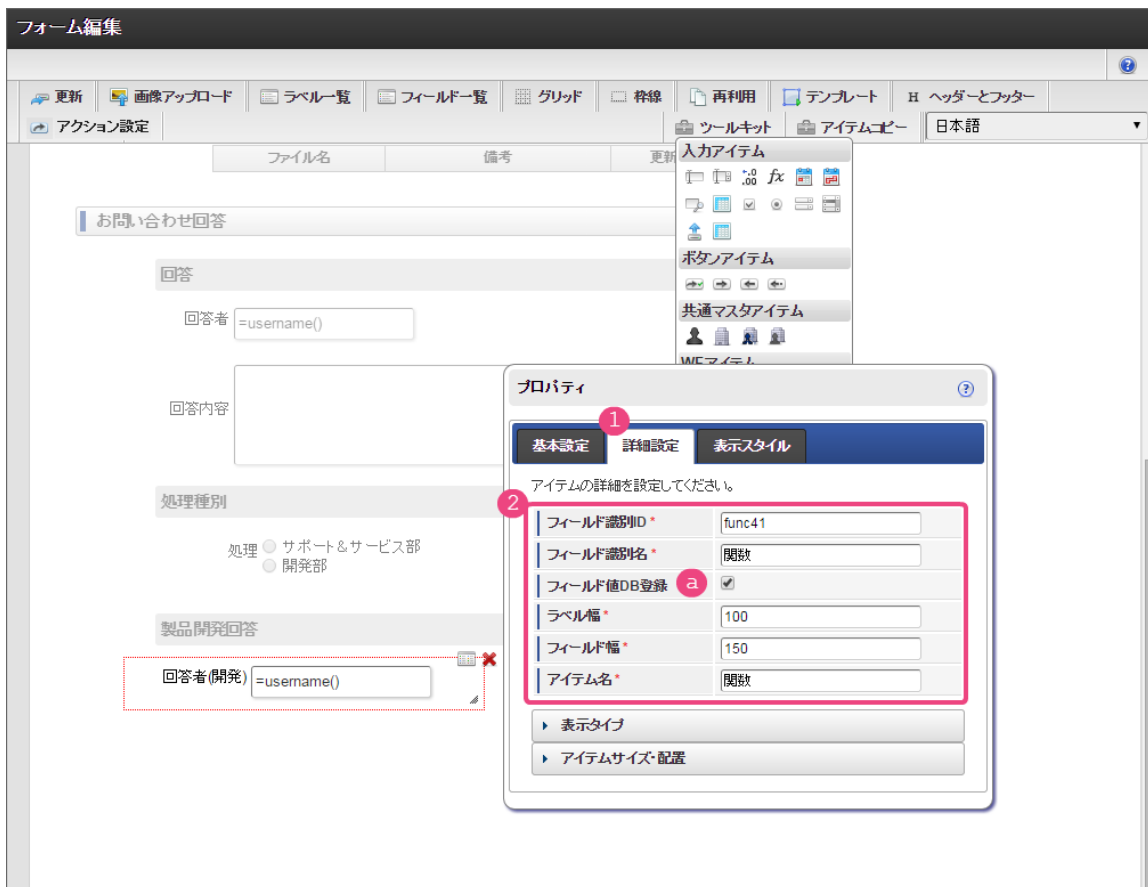 フォーム編集
更新 画像アップロード ラベル一覧 フィールド一覧 グリッド 枠線 再利用 テンプレート H ヘッダーとフッター
アクション設定 ツールキット アイテムコピー 日本語
ファイル名 備考 更新
入力アイテム
+.0 .00 fx
お問い合わせ回答
ボタンアイテム
回答
共通マスタアイテム
回答者 =username()
WFアイテム
回答内容
プロパティ
1
基本設定 詳細設定 表示スタイル
アイテムの詳細を設定してください。
処理種別
2
フィールド識別ID* func41
処理 サポート&サービス部
開発部
フィールド識別名* 関数
フィールド値DB登録 a
ラベル幅* 100
製品開発回答
フィールド幅* 150
回答者(開発) =username()
アイテム名* 関数
表示タイプ
アイテムサイズ・配置